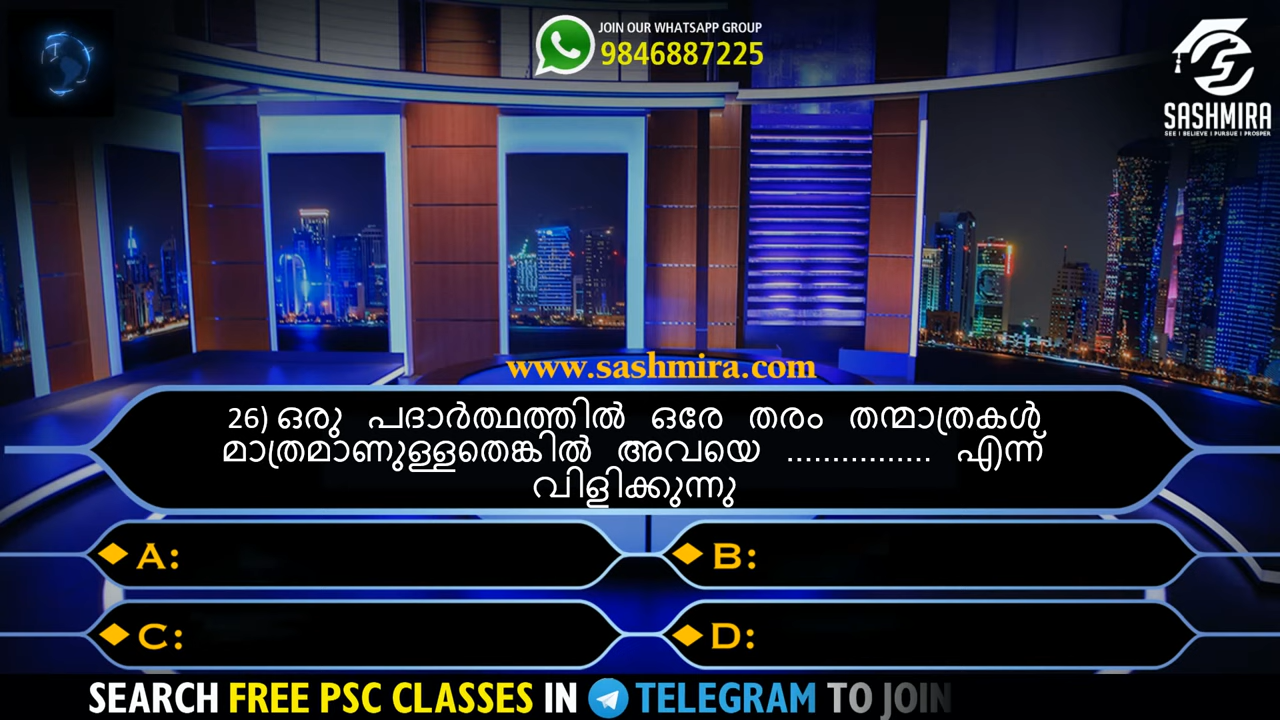 JOIN OUR WHATSAPP GROUP
9846887225
SASHMIRA
SEE I BELIEVE I PURSUE I PROSPER
www.sashmira.com
26) ഒരു പദാർത്ഥത്തിൽ ഒരേ തരം തന്മാത്രകൾ
മാത്രമാണുള്ളതെങ്കിൽ അവയെ ................ എന്ന്
വിളിക്കുന്നു
A:
B:
C:
D:
SEARCH FREE PSC CLASSES IN TELEGRAM TO JOIN